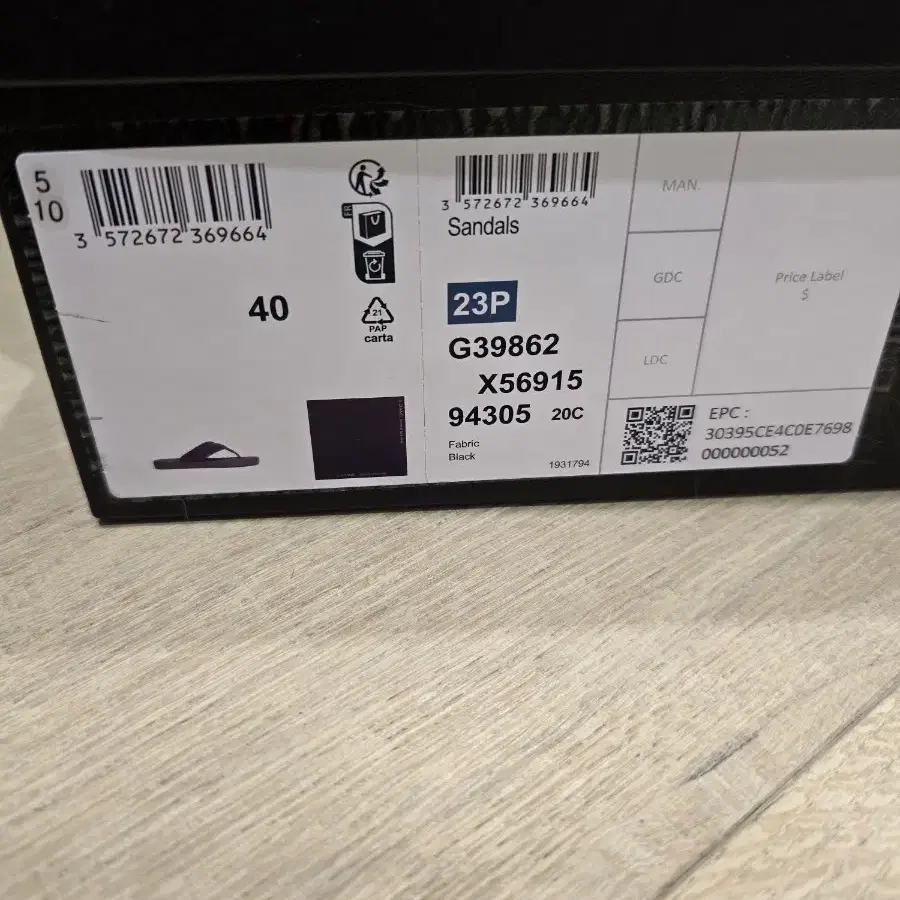 5
10
3 572672 369664
FR
40
21
PAP
carta
3 572672 369664
Sandals
23P
G39862
X56915
94305 20C
Fabric
Black
1931794
MAN.
GDC
LDC
Price Label
$
EPC :
30395CE4C0E7698
000000052